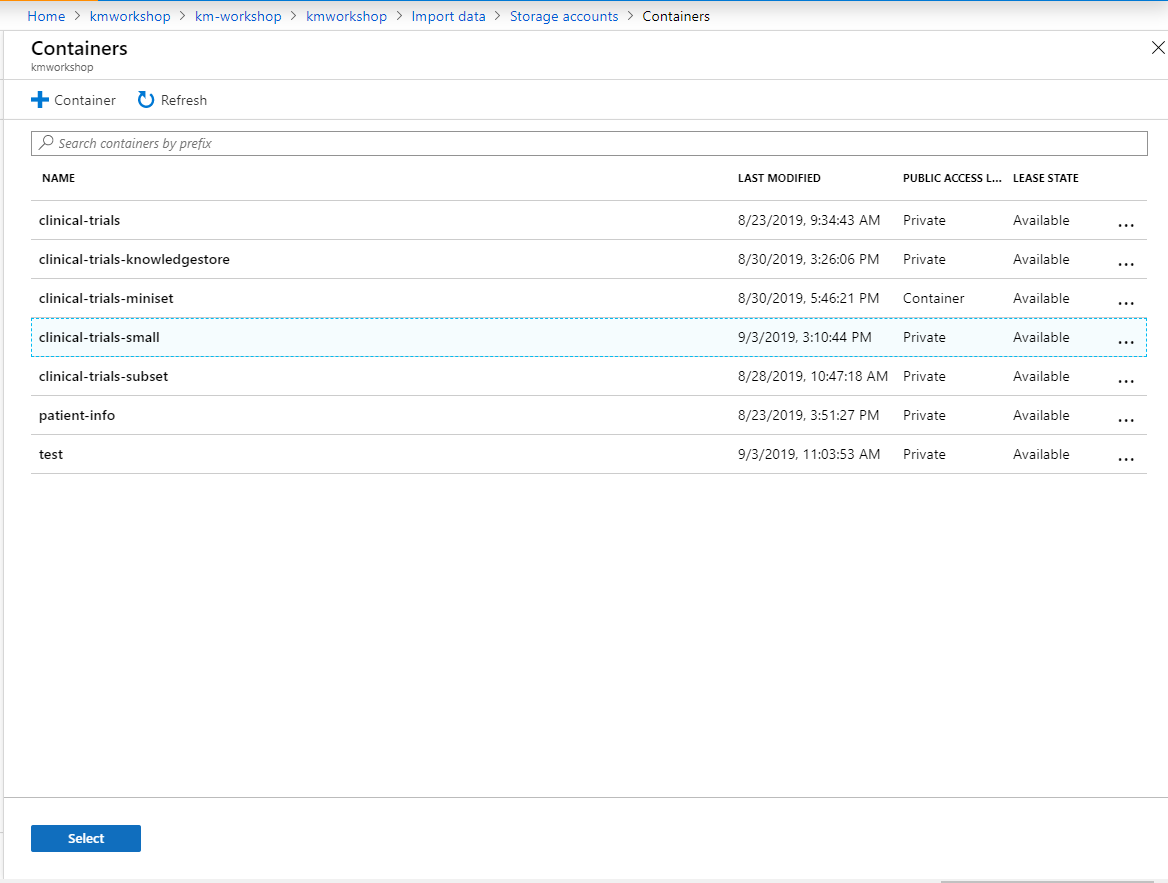 Home > kmworkshop > km-workshop > kmworkshop > Import data > Storage accounts > Containers
Containers
kmworkshop
Container Refresh
Search containers by prefix
NAME LAST MODIFIED PUBLIC ACCESS L... LEASE STATE
clinical-trials 8/23/2019, 9:34:43 AM Private Available ...
clinical-trials-knowledgestore 8/30/2019, 3:26:06 PM Private Available ...
clinical-trials-miniset 8/30/2019, 5:46:21 PM Container Available ...
clinical-trials-small 9/3/2019, 3:10:44 PM Private Available ...
clinical-trials-subset 8/28/2019, 10:47:18 AM Private Available ...
patient-info 8/23/2019, 3:51:27 PM Private Available ...
test 9/3/2019, 11:03:53 AM Private Available ...
Select